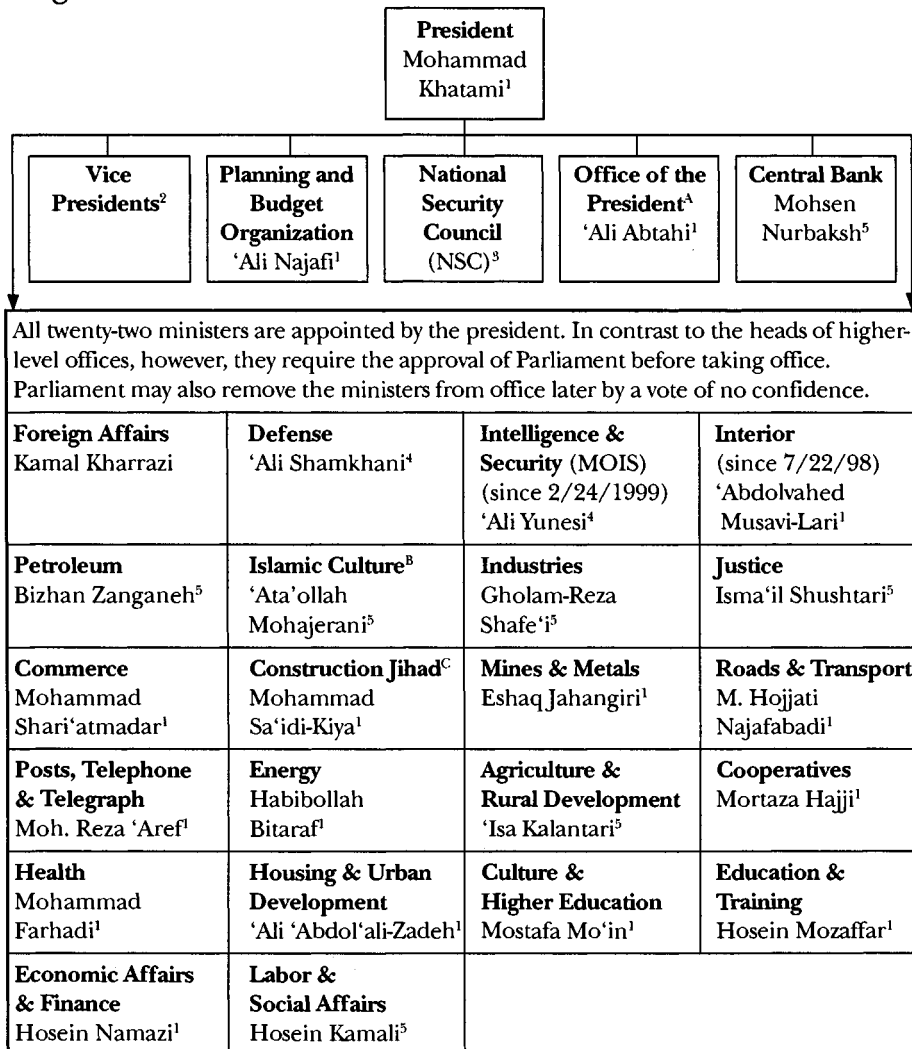 President
Mohammad
Khatami¹
Vice
Presidents²
Planning and
Budget
Organization
‘Ali Najafi¹
National
Security
Council
(NSC)³
Office of the
Presidentᴬ
‘Ali Abtahi¹
Central Bank
Mohsen
Nurbaksh⁵
All twenty-two ministers are appointed by the president. In contrast to the heads of higher-
level offices, however, they require the approval of Parliament before taking office.
Parliament may also remove the ministers from office later by a vote of no confidence.
Foreign Affairs
Kamal Kharrazi
Defense
‘Ali Shamkhani⁴
Intelligence &
Security (MOIS)
(since 2/24/1999)
‘Ali Yunesi⁴
Interior
(since 7/22/98)
‘Abdolvahed
Musavi-Lari¹
Petroleum
Bizhan Zanganeh⁵
Islamic Cultureᴮ
‘Ata’ollah
Mohajerani⁵
Industries
Gholam-Reza
Shafe‘i⁵
Justice
Isma‘il Shushtari⁵
Commerce
Mohammad
Shari‘atmadar¹
Construction Jihadᶜ
Mohammad
Sa‘idi-Kiya¹
Mines & Metals
Eshaq Jahangiri¹
Roads & Transport
M. Hojjati
Najafabadi¹
Posts, Telephone
& Telegraph
Moh. Reza ‘Aref¹
Energy
Habibollah
Bitaraf¹
Agriculture &
Rural Development
‘Isa Kalantari⁵
Cooperatives
Mortaza Hajji¹
Health
Mohammad
Farhadi¹
Housing & Urban
Development
‘Ali ‘Abdol‘ali-Zadeh¹
Culture &
Higher Education
Mostafa Mo‘in¹
Education &
Training
Hosein Mozaffar¹
Economic Affairs
& Finance
Hosein Namazi¹
Labor &
Social Affairs
Hosein Kamali⁵